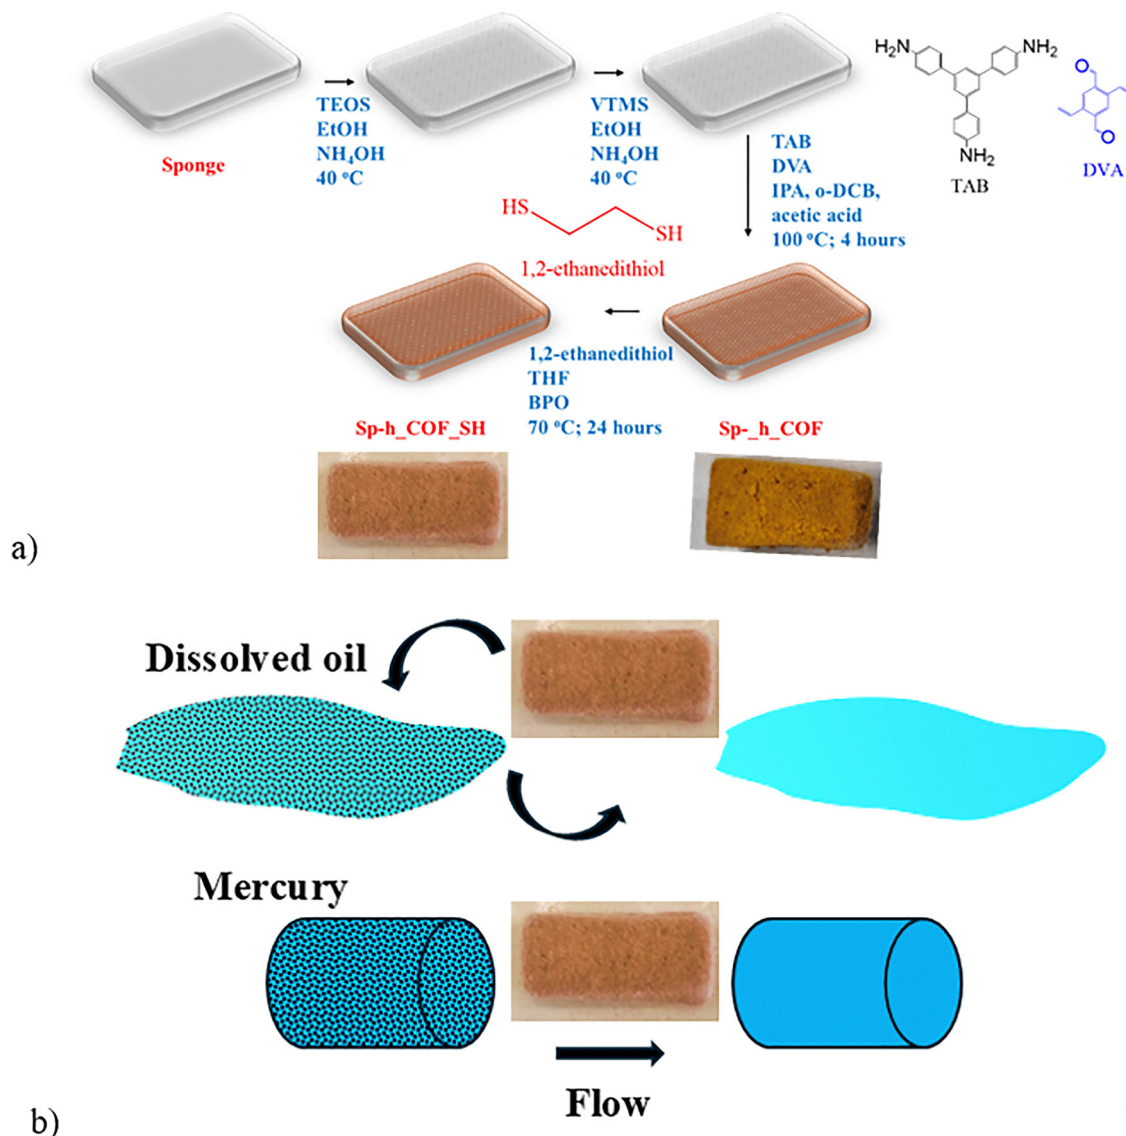 Sponge
TEOS
EtOH
NH₄OH
40 °C
VTMS
EtOH
NH₄OH
40 °C
H₂N
NH₂
NH₂
TAB
O
O
DVA
TAB
DVA
IPA, o-DCB,
acetic acid
100 °C; 4 hours
HS
SH
1,2-ethanedithiol
1,2-ethanedithiol
THF
BPO
70 °C; 24 hours
Sp-h_COF_SH
Sp-_h_COF
a)
Dissolved oil
Mercury
Flow
b)